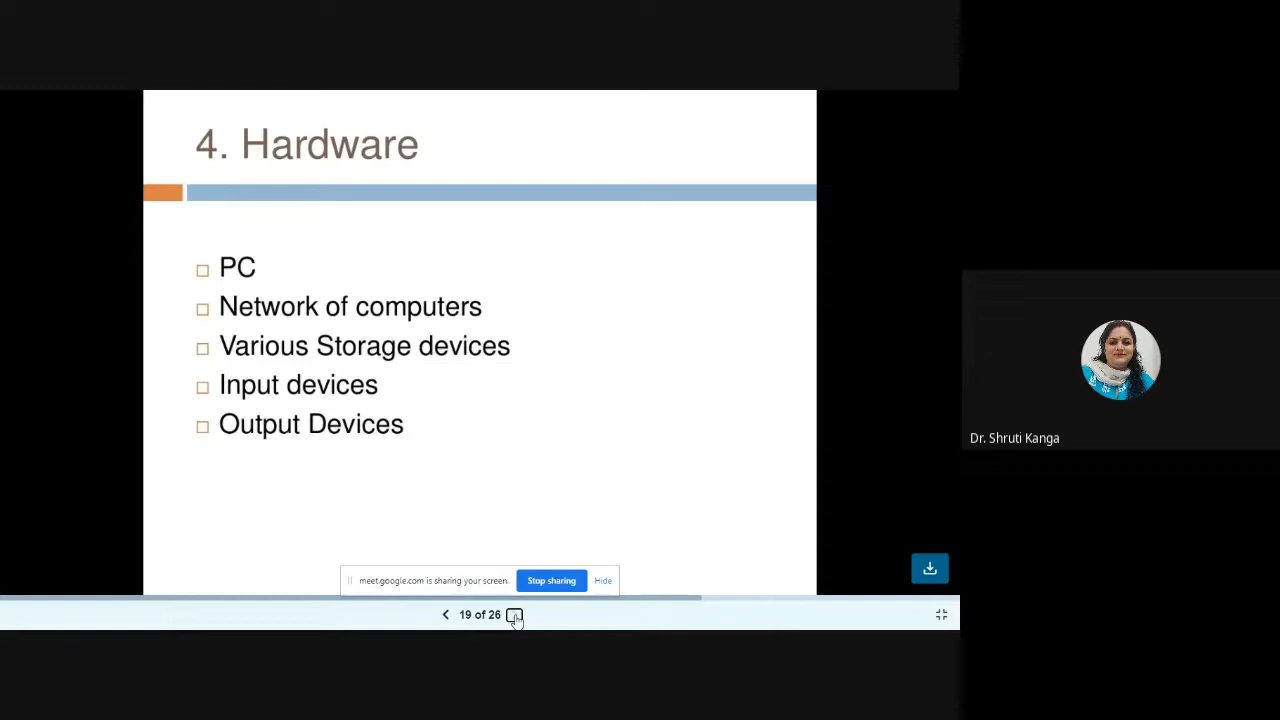 4. Hardware
PC
Network of computers
Various Storage devices
Input devices
Output Devices
Dr. Shruti Kanga
meet.google.com is sharing your screen.
Stop sharing
Hide
19 of 26